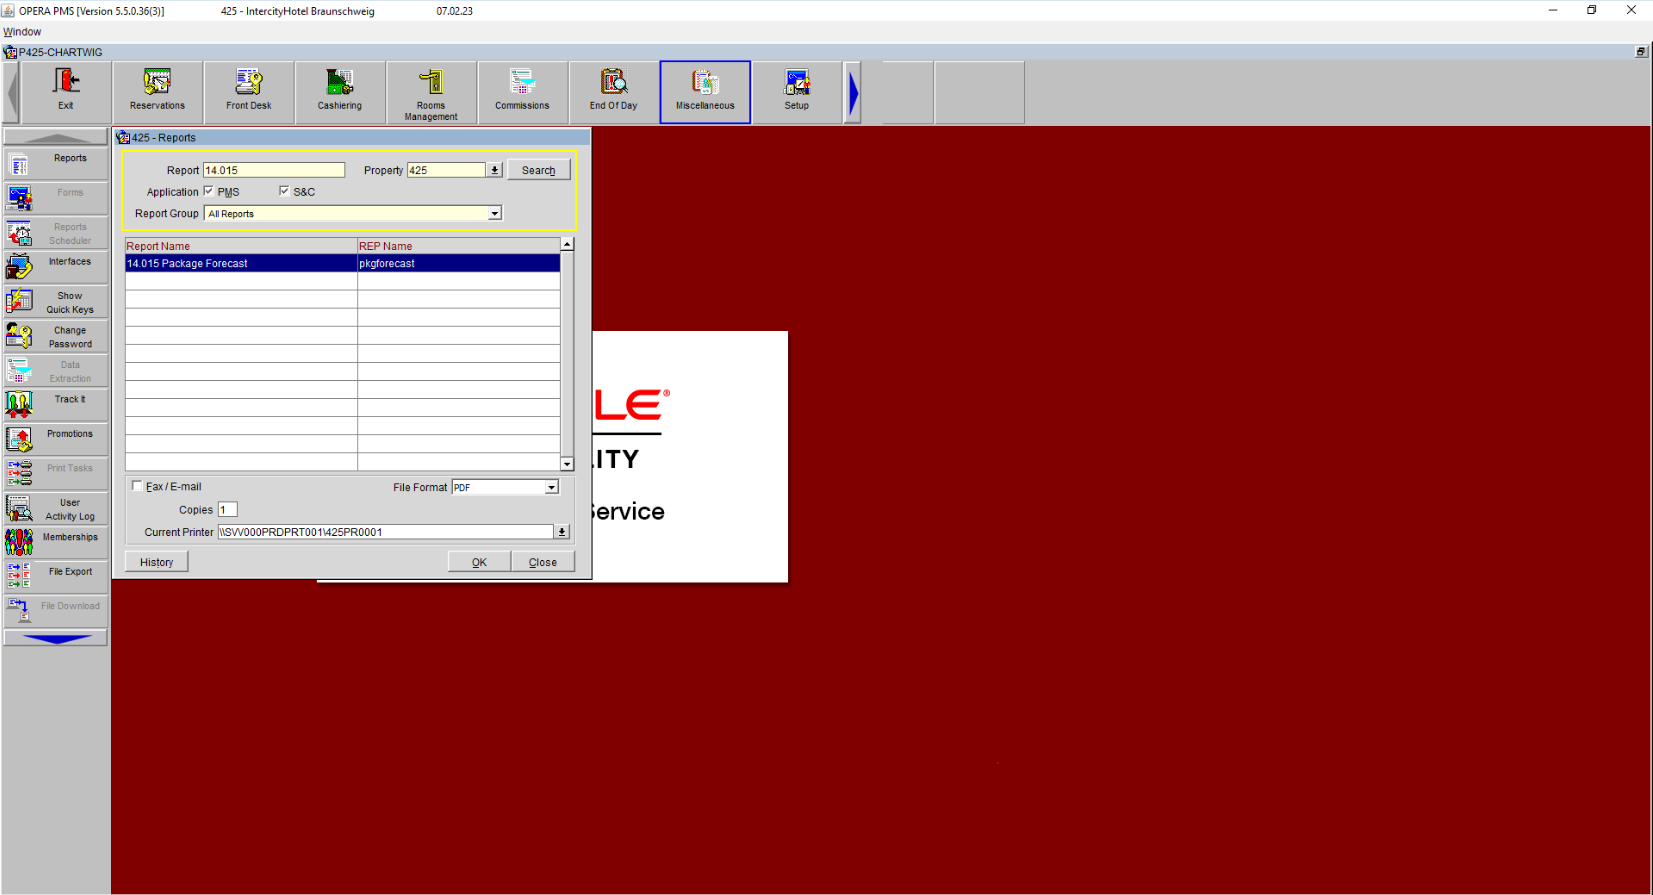 OPERA PMS [Version 5.5.0.36(3)] 425 - IntercityHotel Braunschweig 07.02.23
Window
P425-CHARTWIG
Exit
Reservations
Front Desk
Cashiering
Rooms
Management
Commissions
End Of Day
Miscellaneous
Setup
Reports
Forms
Reports
Scheduler
Interfaces
Show
Quick Keys
Change
Password
Data
Extraction
Track It
Promotions
Print Tasks
User
Activity Log
Memberships
File Export
File Download
425 - Reports
Report 14.015 Property 425 Search
Application PMS S&C
Report Group All Reports
Report Name REP Name
14.015 Package Forecast pkgforecast
Fax / E-mail File Format PDF
Copies 1
Current Printer \\SVV000PRDPRT001\425PR0001
History OK Close
LE®
LITY
Service